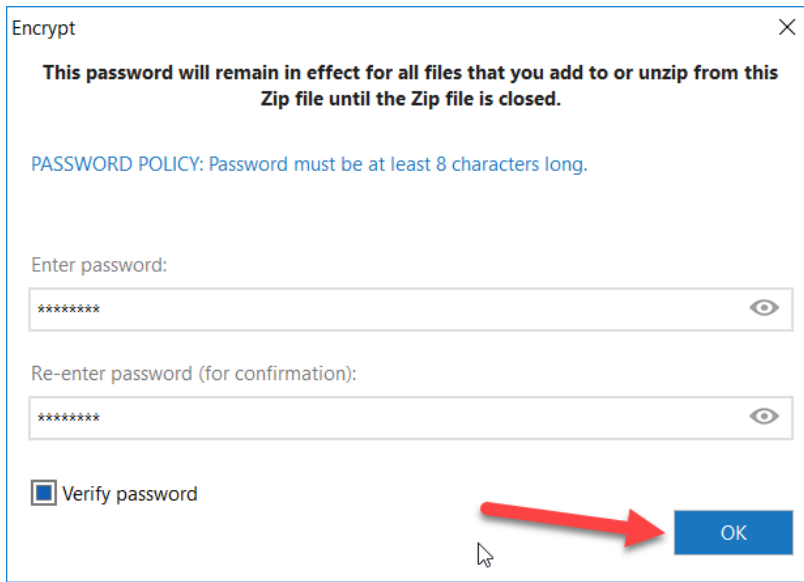 Encrypt
This password will remain in effect for all files that you add to or unzip from this
Zip file until the Zip file is closed.
PASSWORD POLICY: Password must be at least 8 characters long.
Enter password:
********
Re-enter password (for confirmation):
********
Verify password
OK